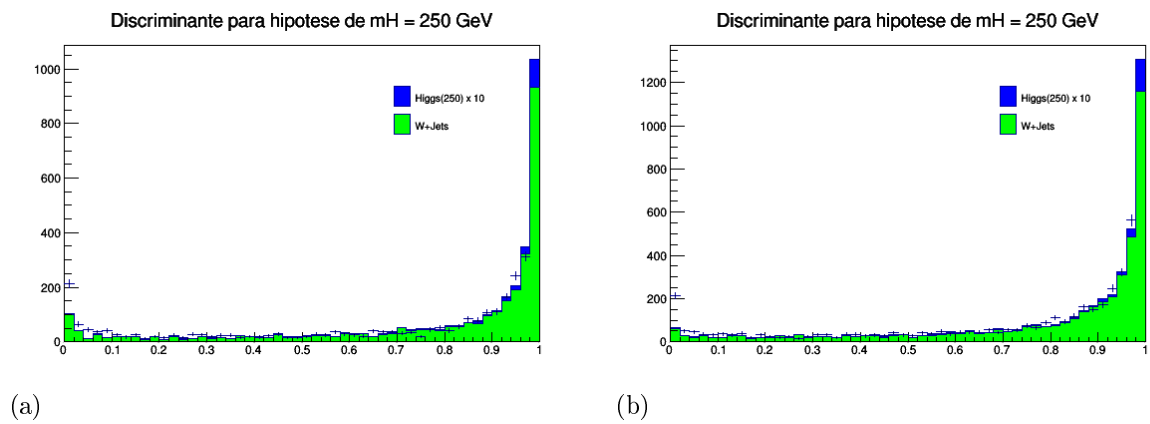 Discriminante para hipotese de mH = 250 GeV
1000
800
600
400
200
0
Higgs(250) x 10
W+Jets
0 0.1 0.2 0.3 0.4 0.5 0.6 0.7 0.8 0.9 1
(a)
Discriminante para hipotese de mH = 250 GeV
1200
1000
800
600
400
200
0
Higgs(250) x 10
W+Jets
0 0.1 0.2 0.3 0.4 0.5 0.6 0.7 0.8 0.9 1
(b)